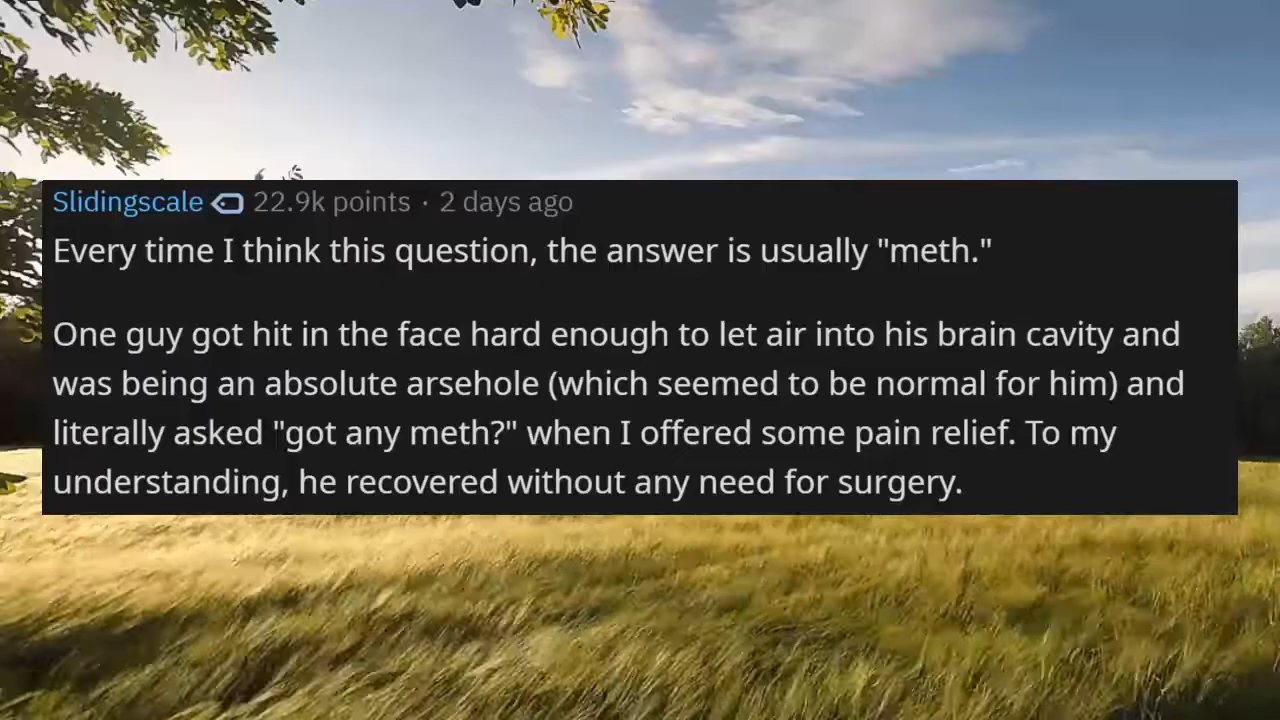 Slidingscale 22.9k points · 2 days ago
Every time I think this question, the answer is usually "meth."
One guy got hit in the face hard enough to let air into his brain cavity and
was being an absolute arsehole (which seemed to be normal for him) and
literally asked "got any meth?" when I offered some pain relief. To my
understanding, he recovered without any need for surgery.